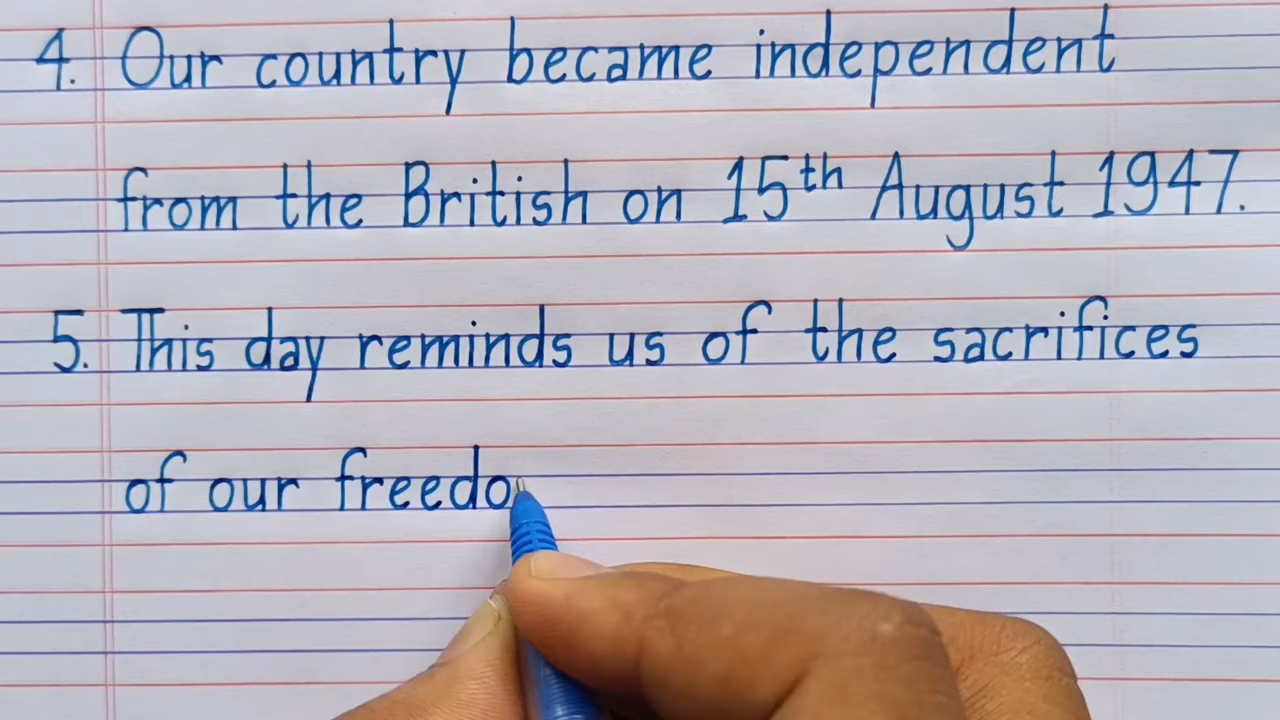 4. Our country became independent
from the British on 15th August 1947.
5. This day reminds us of the sacrifices
of our freedo